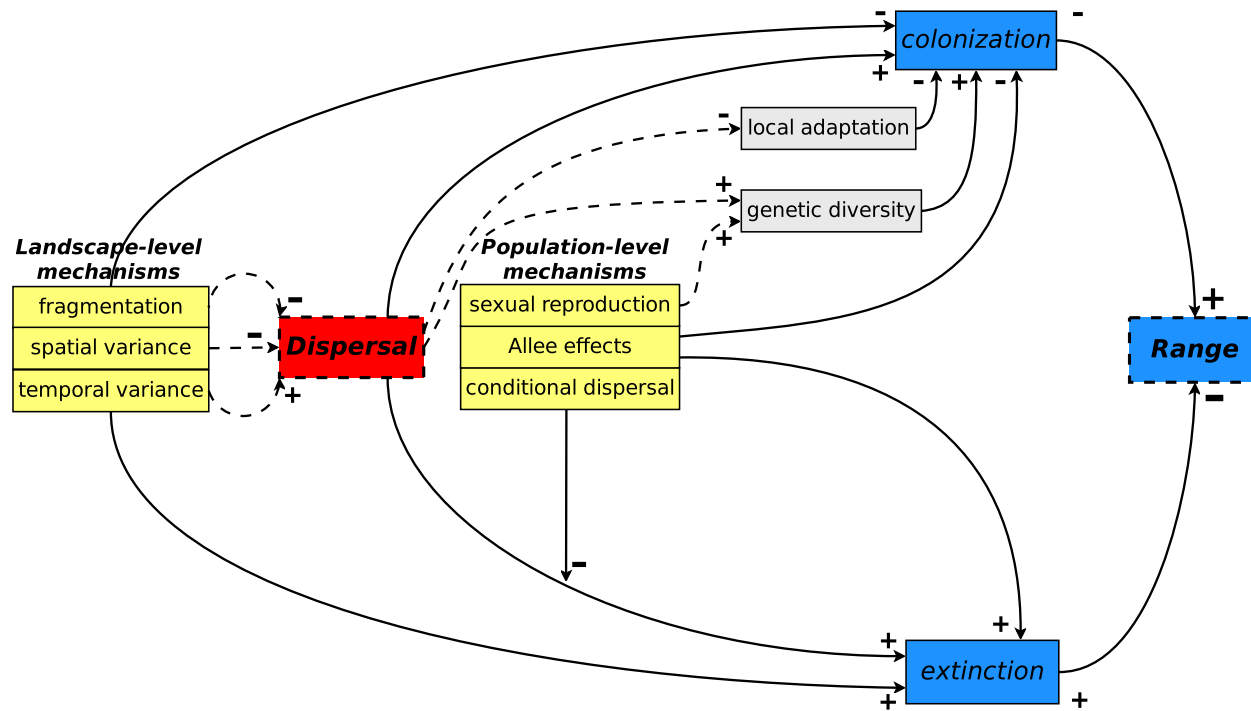 -
-
colonization
+
-
+
-
-
local adaptation
+
genetic diversity
+
Landscape-level
mechanisms
Population-level
mechanisms
fragmentation
spatial variance
temporal variance
-
-
+
Dispersal
sexual reproduction
Allee effects
conditional dispersal
+
Range
-
-
+
+
extinction
+
+